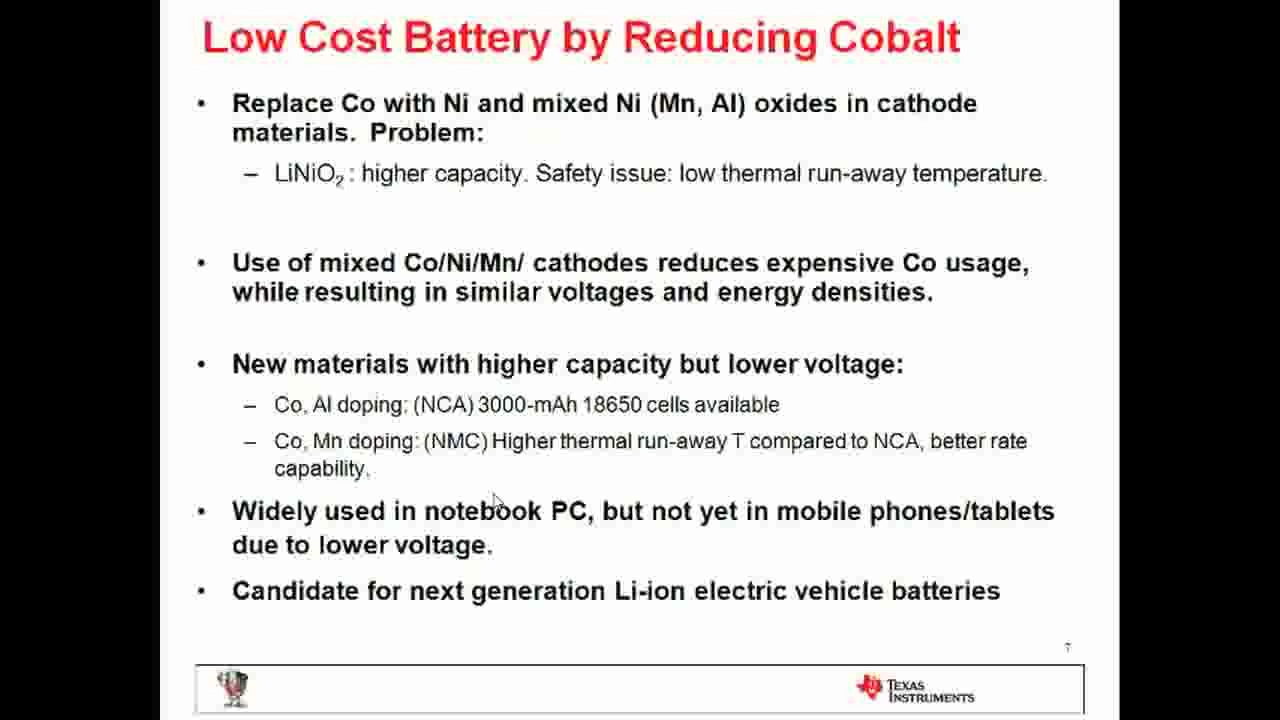 Low Cost Battery by Reducing Cobalt
• Replace Co with Ni and mixed Ni (Mn, Al) oxides in cathode
materials. Problem:
– LiNiO₂ : higher capacity. Safety issue: low thermal run-away temperature.
• Use of mixed Co/Ni/Mn/ cathodes reduces expensive Co usage,
while resulting in similar voltages and energy densities.
• New materials with higher capacity but lower voltage:
– Co, Al doping: (NCA) 3000-mAh 18650 cells available
– Co, Mn doping: (NMC) Higher thermal run-away T compared to NCA, better rate
capability.
• Widely used in notebook PC, but not yet in mobile phones/tablets
due to lower voltage.
• Candidate for next generation Li-ion electric vehicle batteries
7
TEXAS
INSTRUMENTS